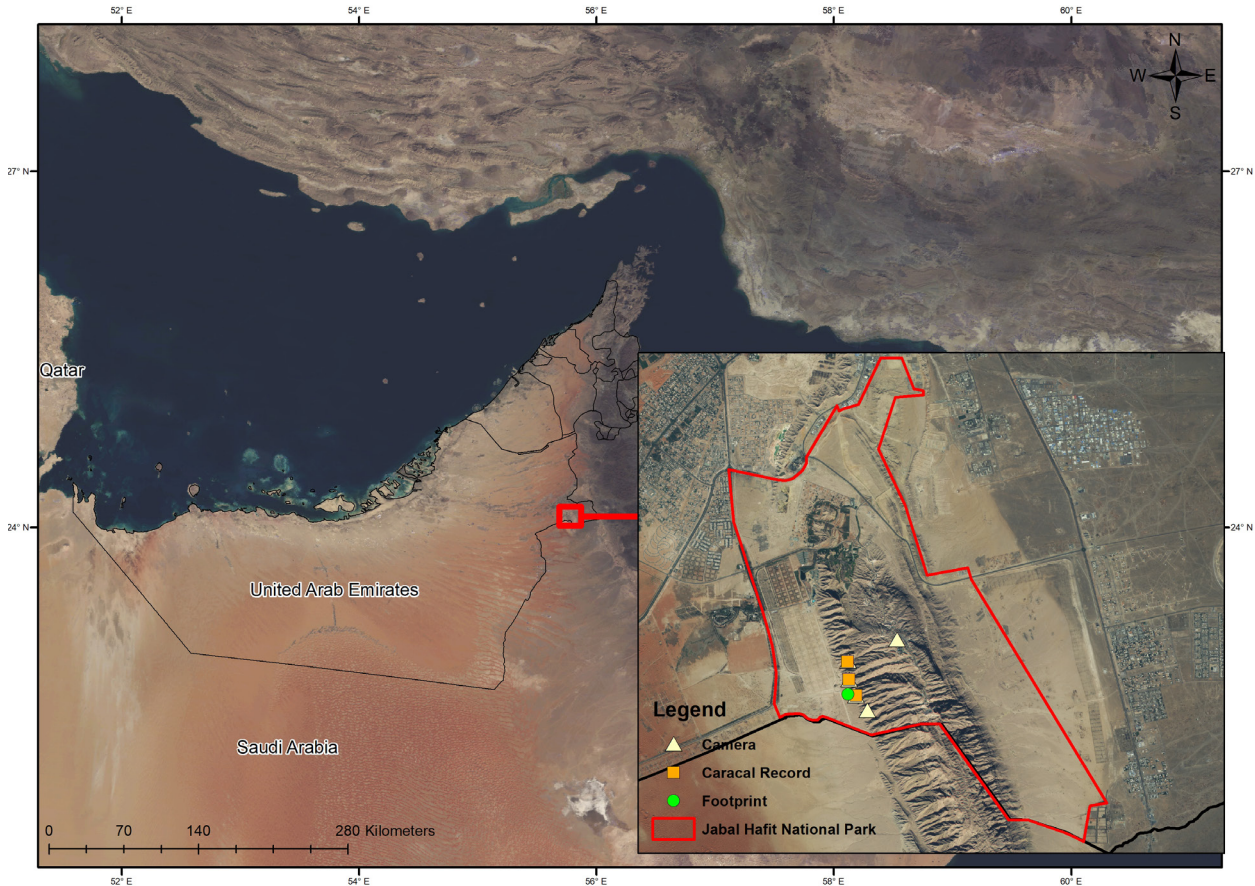 52° E 54° E 56° E 58° E 60° E
N
W E
S
27° N 27° N
Qatar
24° N 24° N
United Arab Emirates
Saudi Arabia
0 70 140 280 Kilometers
Legend
Camera
Caracal Record
Footprint
Jabal Hafit National Park
52° E 54° E 56° E 58° E 60° E